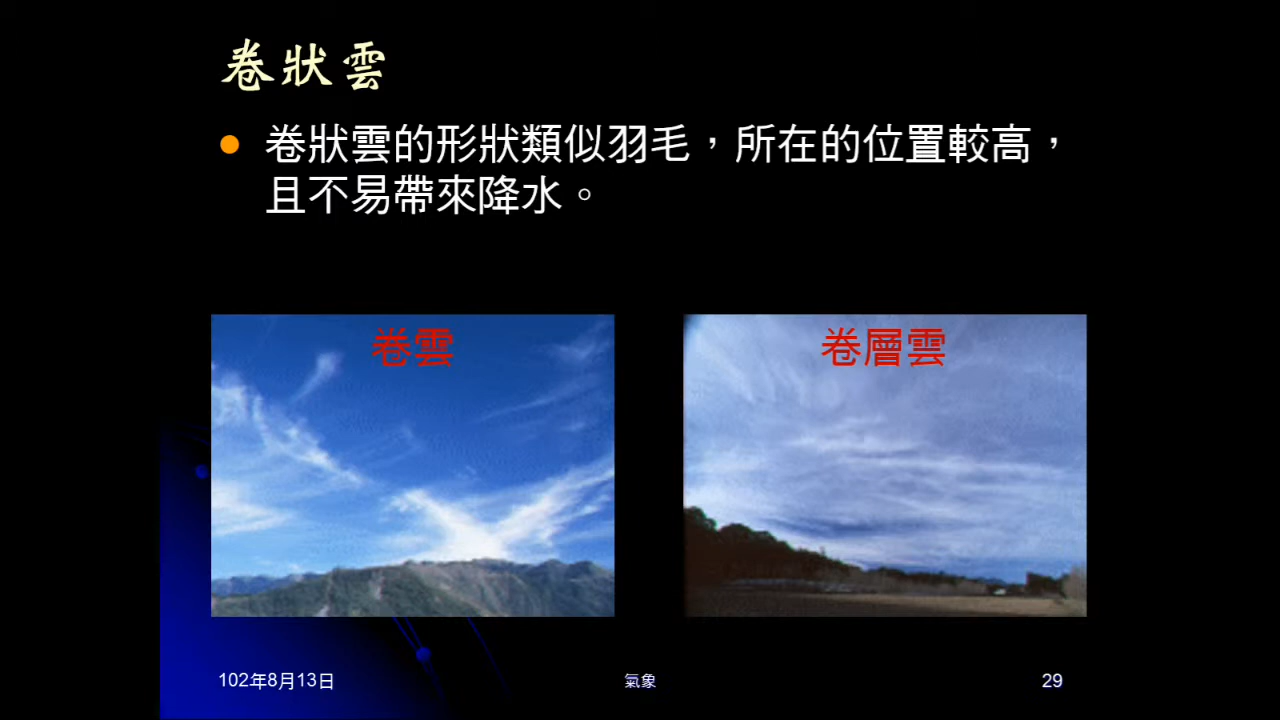 卷狀雲
卷狀雲的形狀類似羽毛，所在的位置較高，
且不易帶來降水。
卷雲
卷層雲
102年8月13日
氣象
29